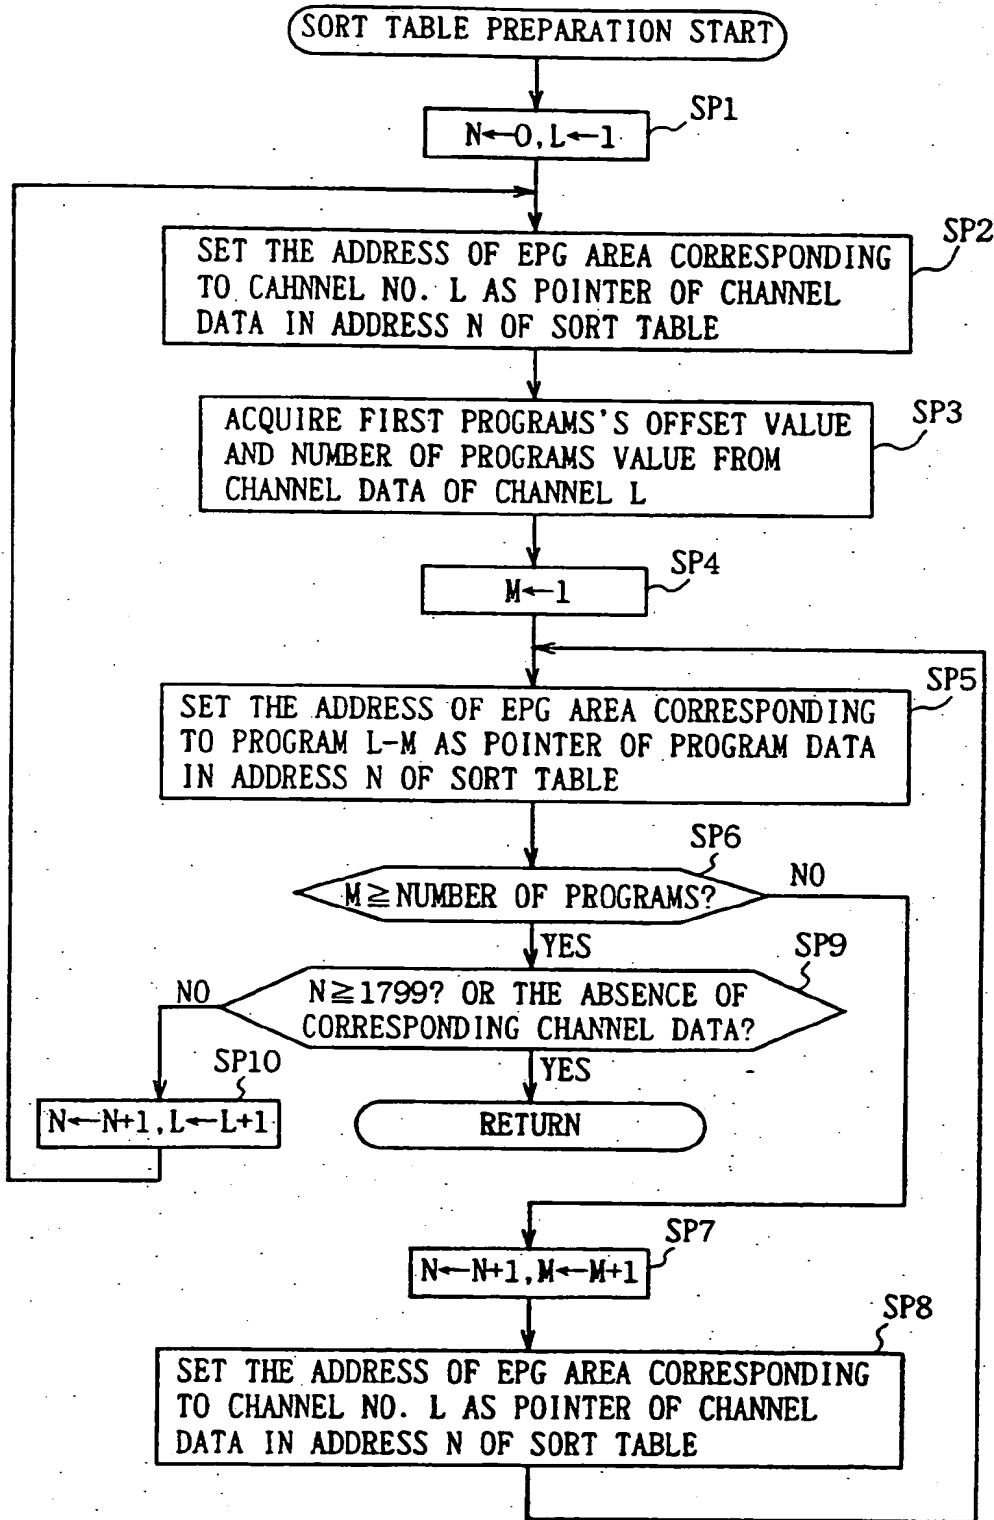 SORT TABLE PREPARATION START
SP1
N←0,L←1
SP2
SET THE ADDRESS OF EPG AREA CORRESPONDING
TO CAHNNEL NO. L AS POINTER OF CHANNEL
DATA IN ADDRESS N OF SORT TABLE
SP3
ACQUIRE FIRST PROGRAMS'S OFFSET VALUE
AND NUMBER OF PROGRAMS VALUE FROM
CHANNEL DATA OF CHANNEL L
SP4
M←1
SP5
SET THE ADDRESS OF EPG AREA CORRESPONDING
TO PROGRAM L-M AS POINTER OF PROGRAM DATA
IN ADDRESS N OF SORT TABLE
SP6
M≧NUMBER OF PROGRAMS?
NO
YES
SP9
N≧1799? OR THE ABSENCE OF
CORRESPONDING CHANNEL DATA?
NO
YES
SP10
N←N+1,L←L+1
RETURN
SP7
N←N+1,M←M+1
SP8
SET THE ADDRESS OF EPG AREA CORRESPONDING
TO CHANNEL NO. L AS POINTER OF CHANNEL
DATA IN ADDRESS N OF SORT TABLE